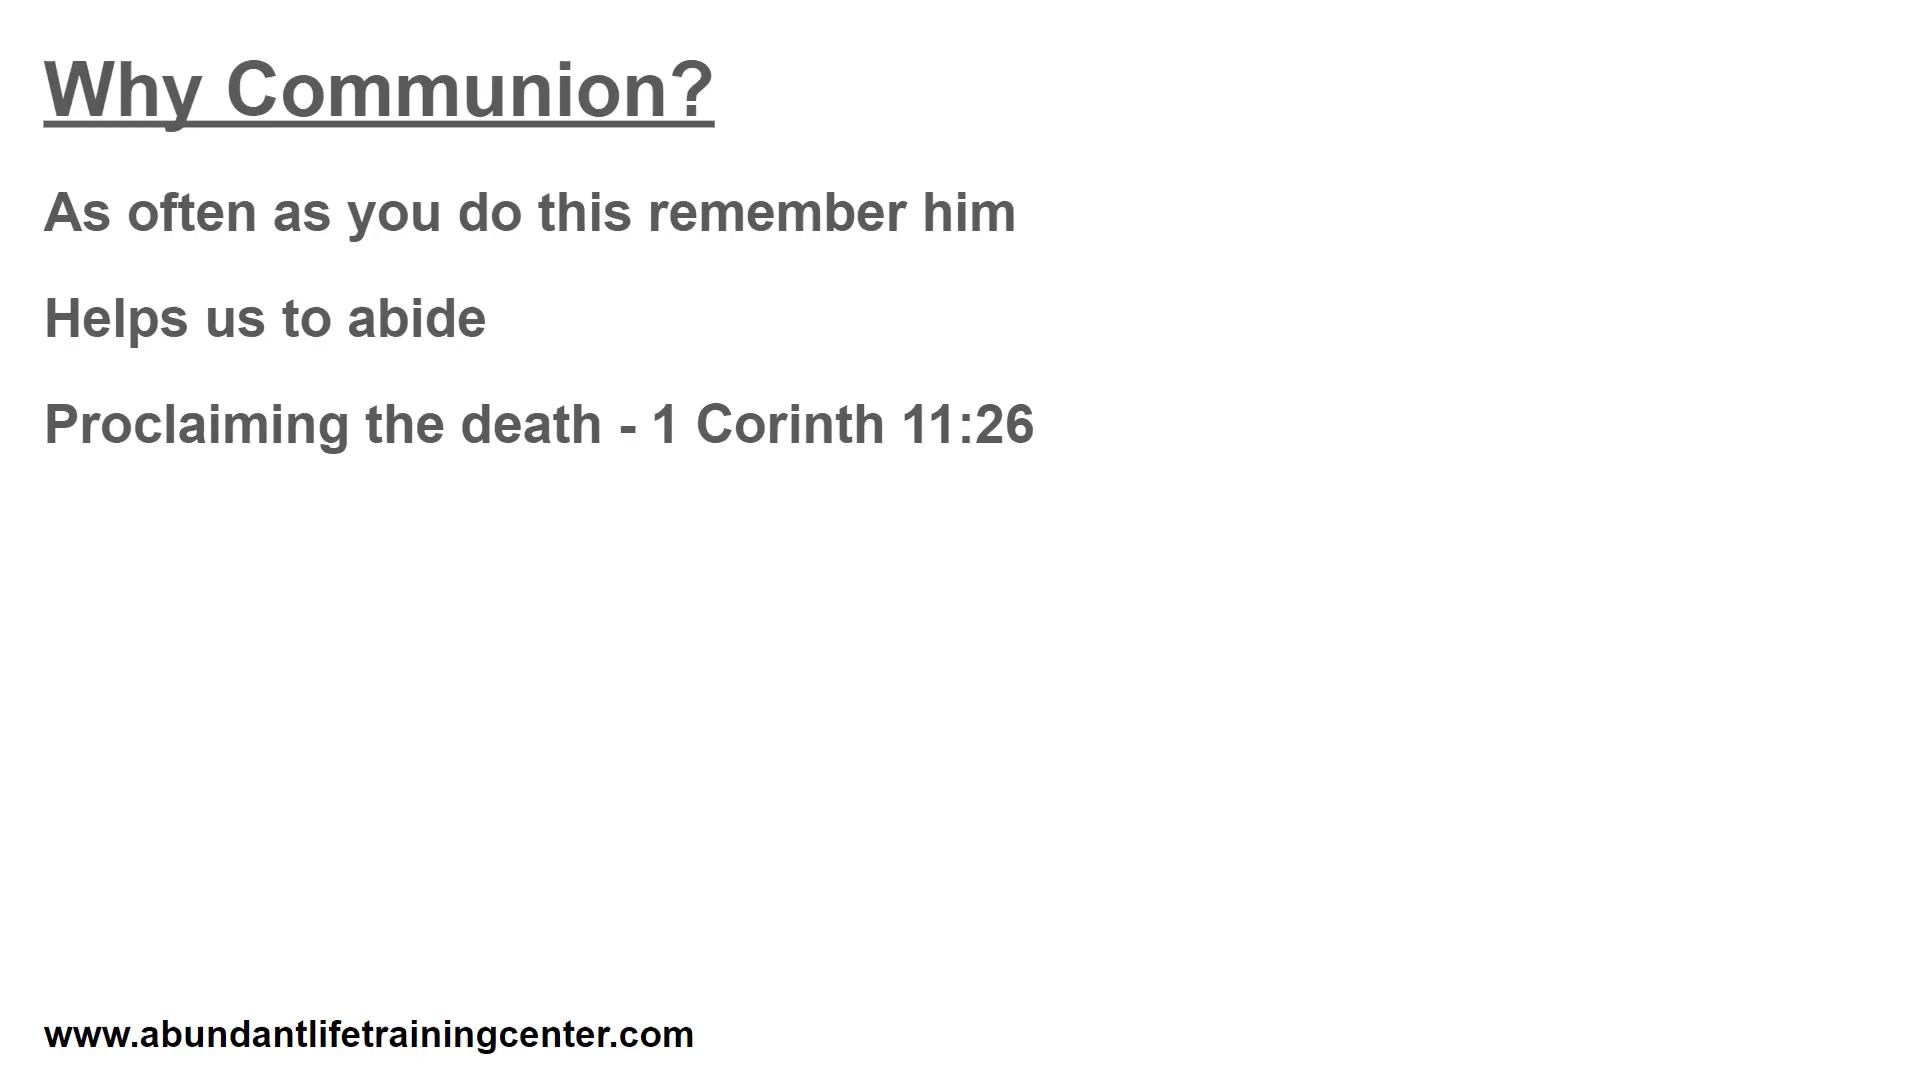 Why Communion?
As often as you do this remember him
Helps us to abide
Proclaiming the death - 1 Corinth 11:26
www.abundantlifetrainingcenter.com